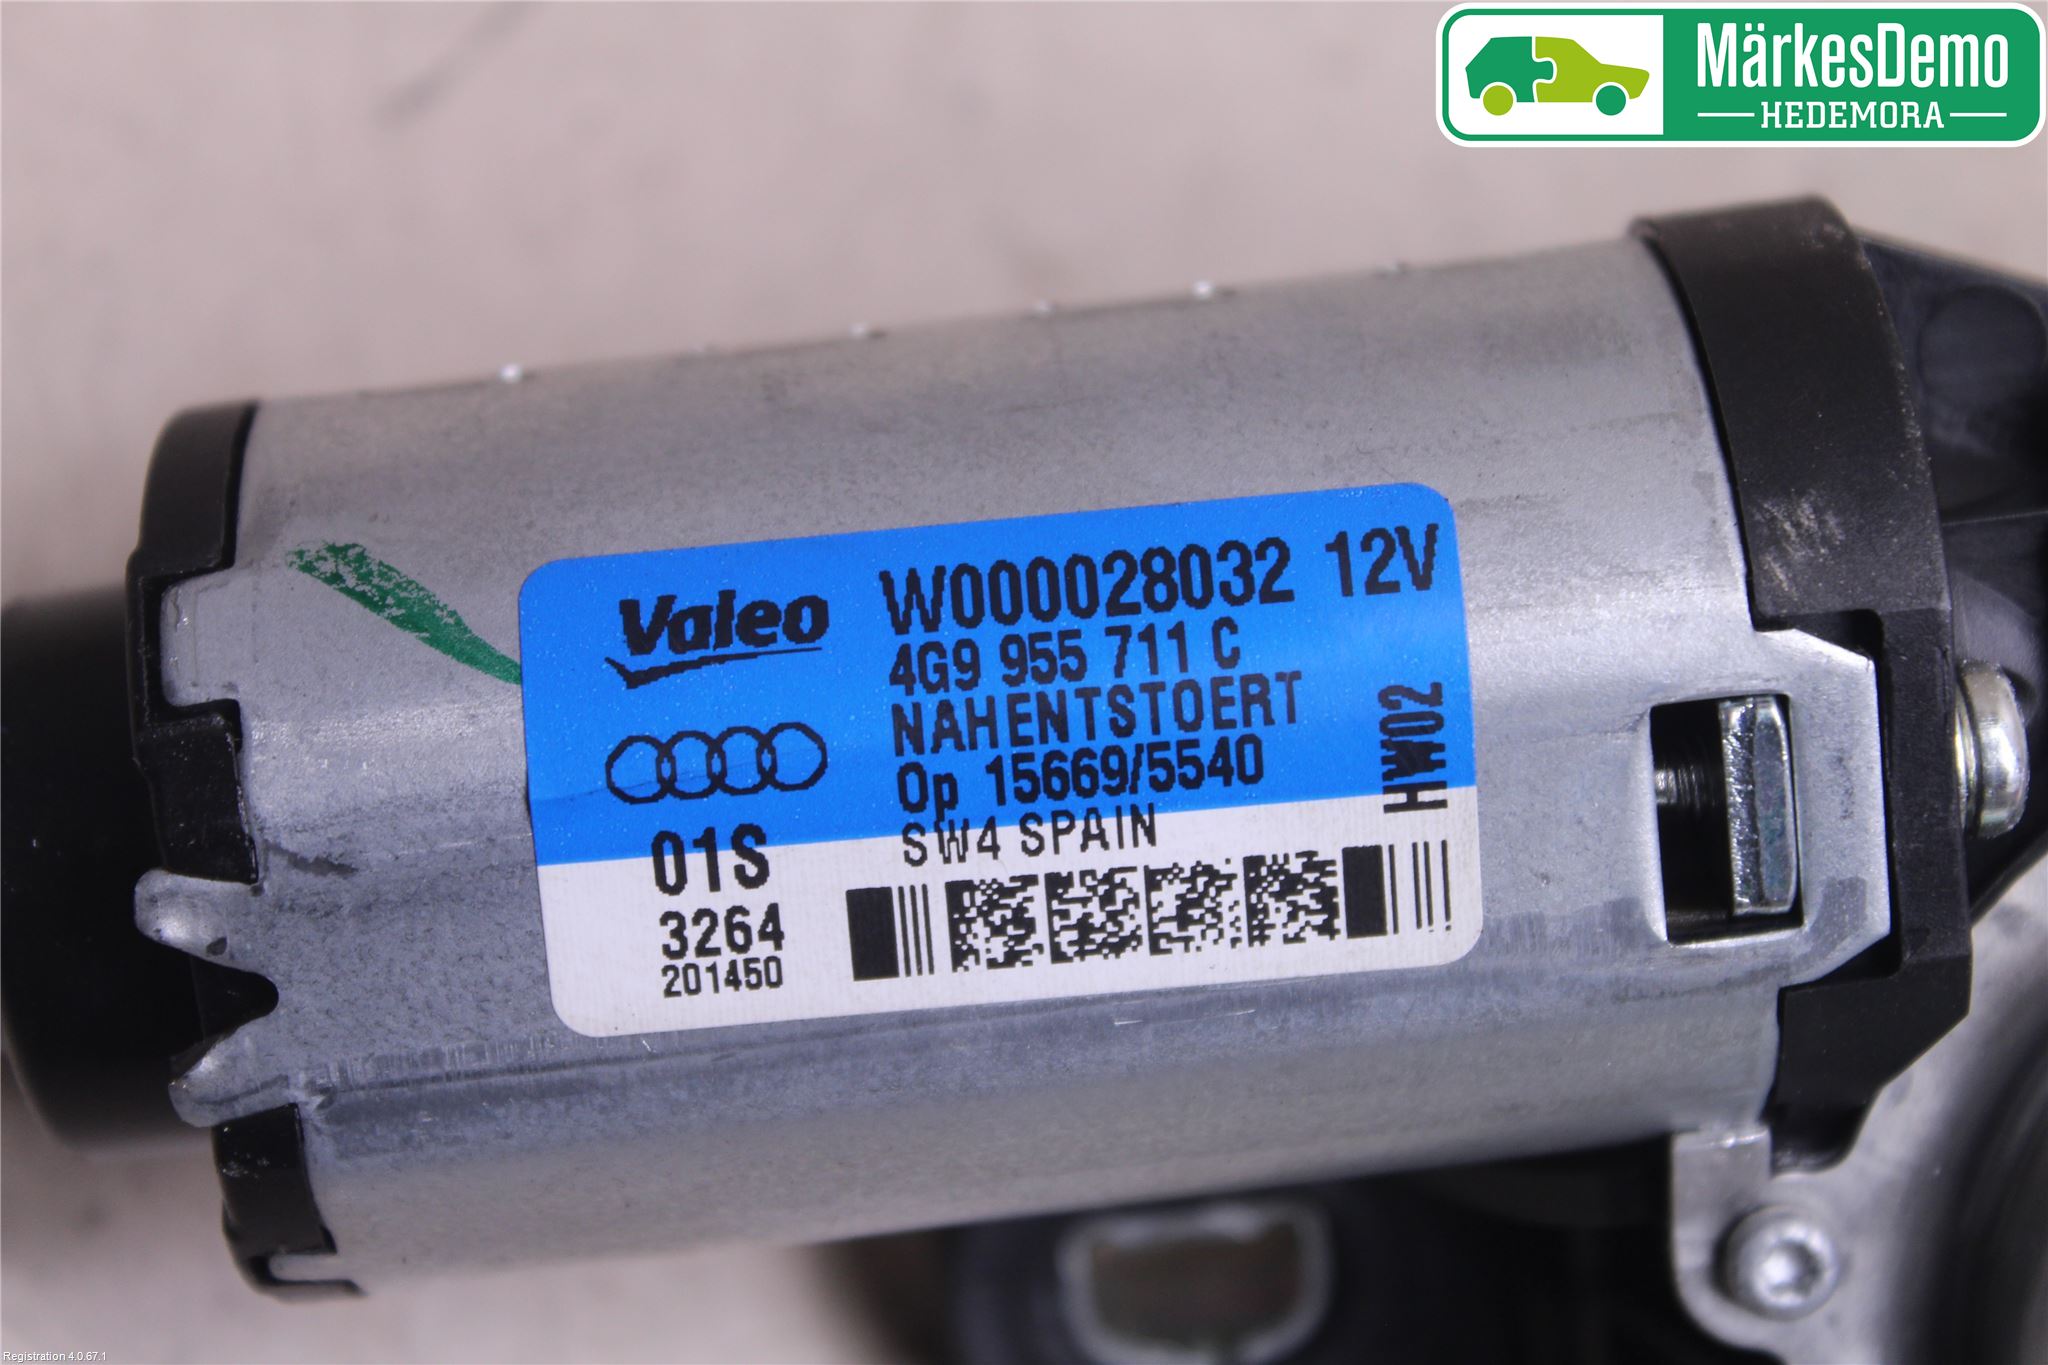 MärkesDemo
HEDEMORA
Valeo
W000028032 12V
4G9 955 711 C
NAHENTSTOERT
Op 15669/5540
SW4 SPAIN
HW02
01S
3264
201450
Registration 4.0.67.1